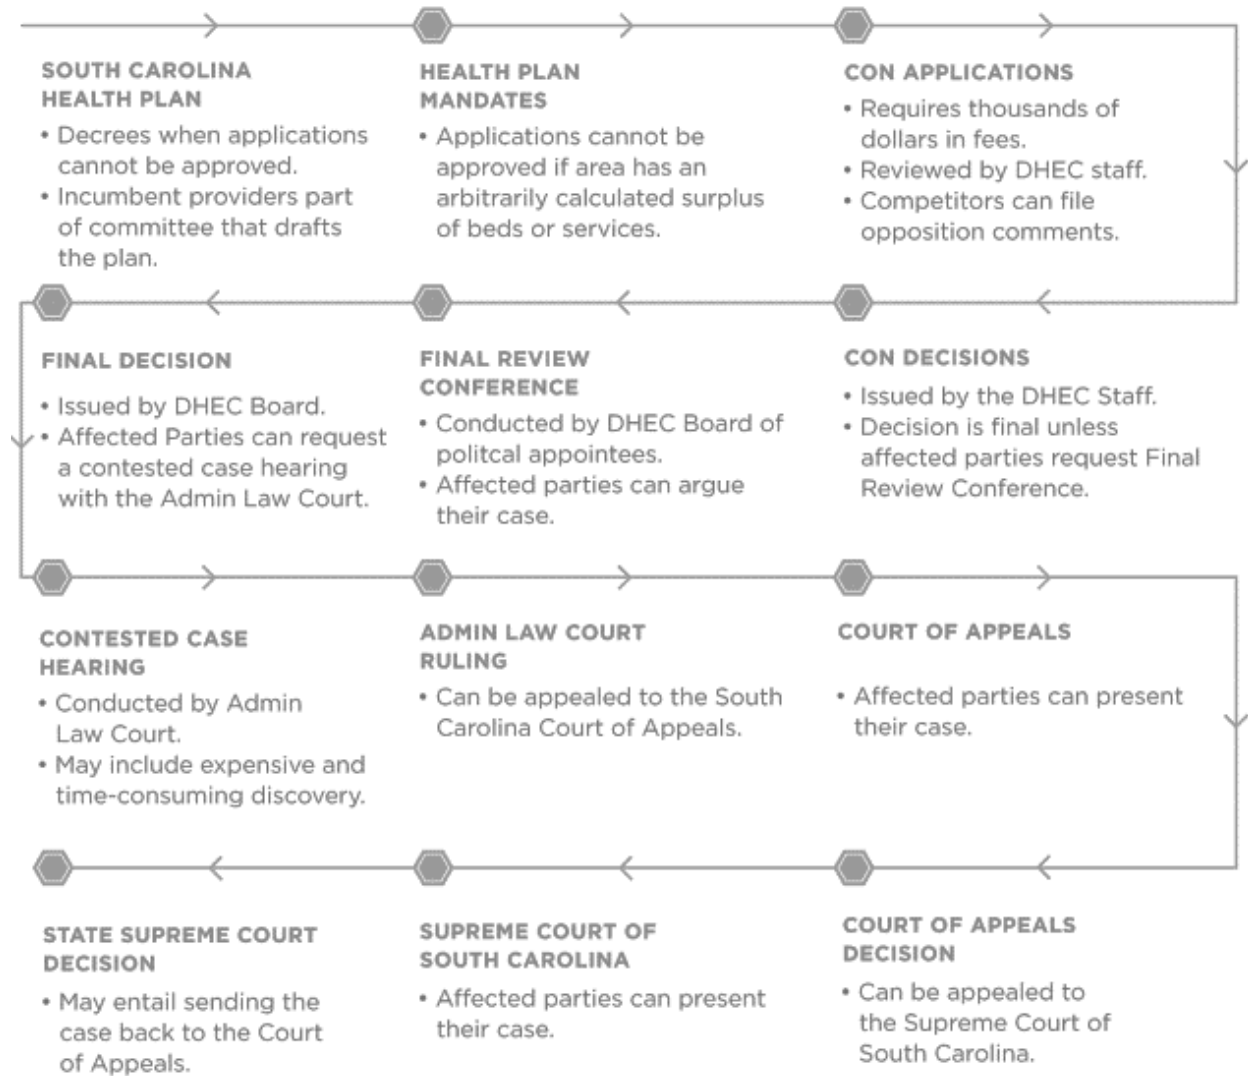 SOUTH CAROLINA
HEALTH PLAN
• Decrees when applications
cannot be approved.
• Incumbent providers part
of committee that drafts
the plan.
HEALTH PLAN
MANDATES
• Applications cannot be
approved if area has an
arbitrarily calculated surplus
of beds or services.
CON APPLICATIONS
• Requires thousands of
dollars in fees.
• Reviewed by DHEC staff.
• Competitors can file
opposition comments.
CON DECISIONS
• Issued by the DHEC Staff.
• Decision is final unless
affected parties request Final
Review Conference.
FINAL REVIEW
CONFERENCE
• Conducted by DHEC Board of
politcal appointees.
• Affected parties can argue
their case.
FINAL DECISION
• Issued by DHEC Board.
• Affected Parties can request
a contested case hearing
with the Admin Law Court.
CONTESTED CASE
HEARING
• Conducted by Admin
Law Court.
• May include expensive and
time-consuming discovery.
ADMIN LAW COURT
RULING
• Can be appealed to the South
Carolina Court of Appeals.
COURT OF APPEALS
• Affected parties can present
their case.
COURT OF APPEALS
DECISION
• Can be appealed to
the Supreme Court of
South Carolina.
SUPREME COURT OF
SOUTH CAROLINA
• Affected parties can present
their case.
STATE SUPREME COURT
DECISION
• May entail sending the
case back to the Court
of Appeals.